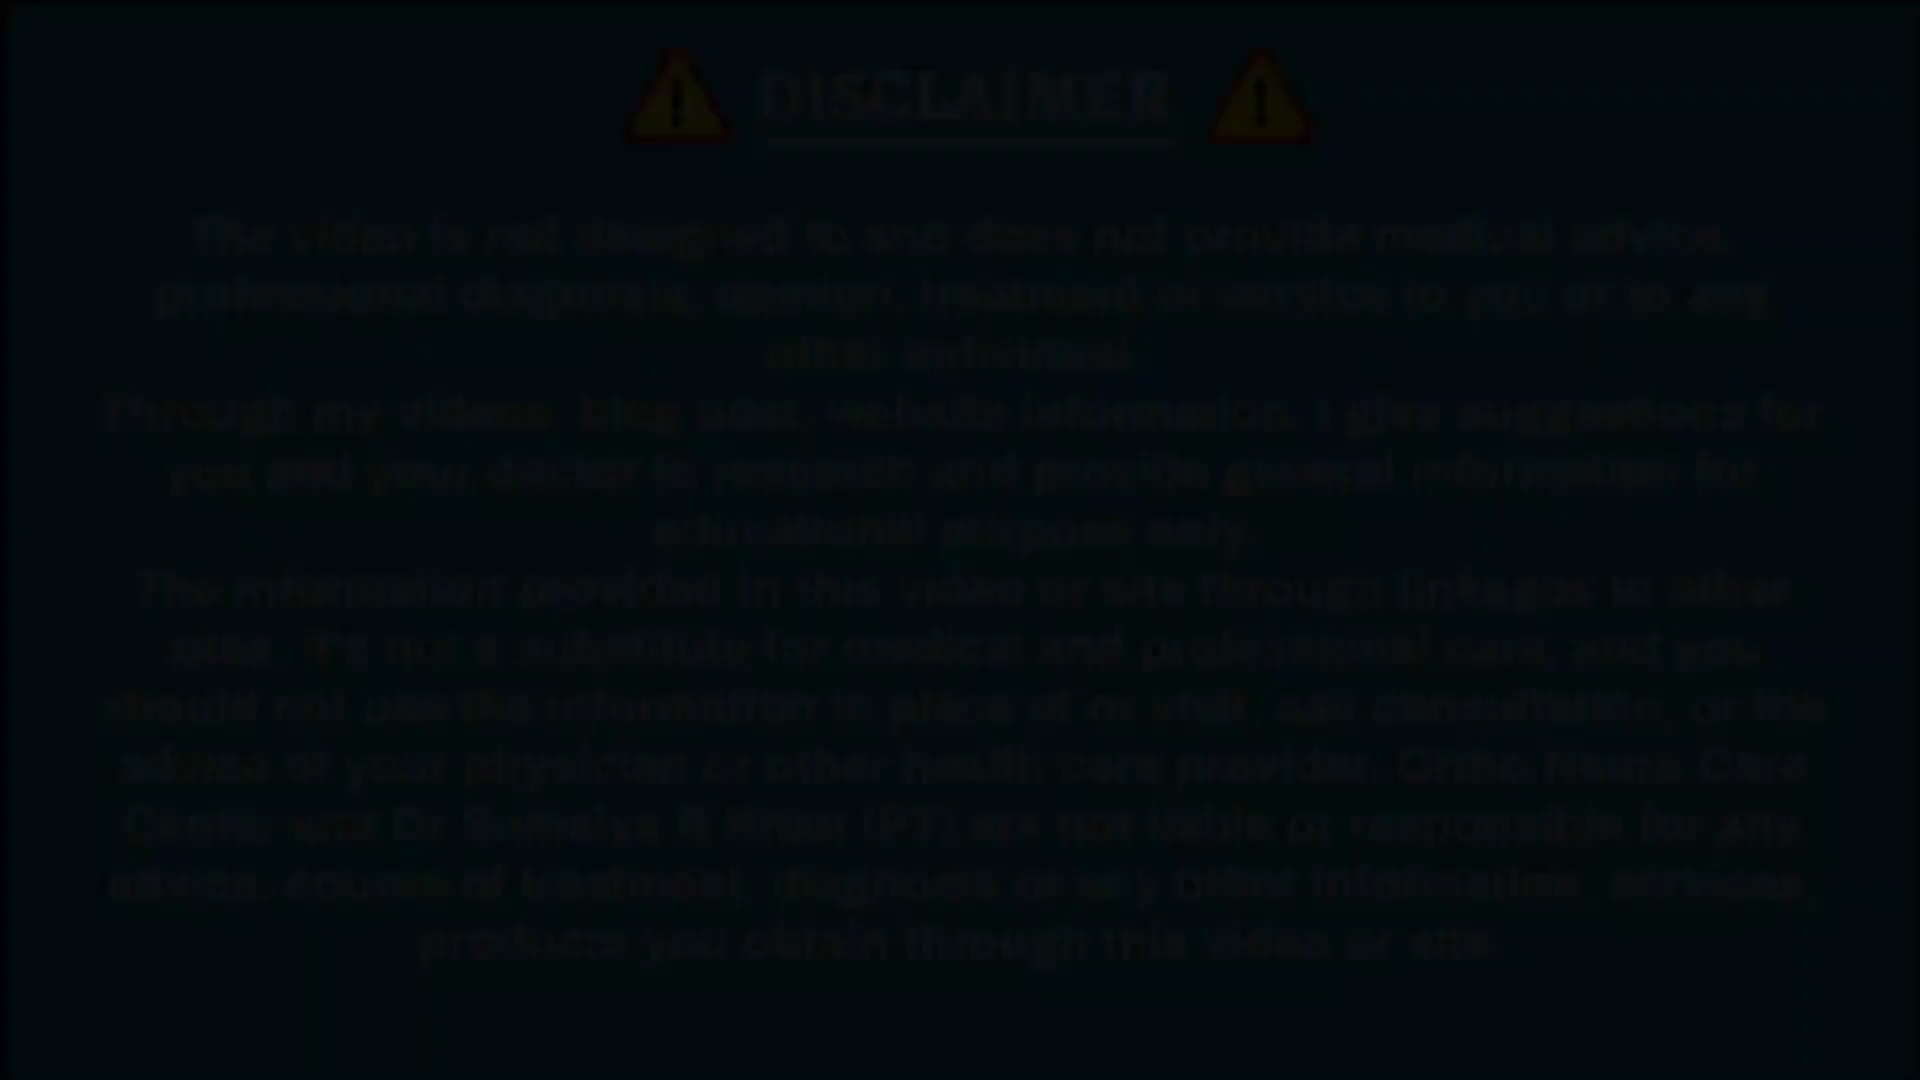 DISCLAIMER
The video is not designed to and does not provide medical advice,
professional diagnosis, opinion, treatment or service to you or to any
other individual.
Through my videos, blog post, website information, I give suggestions for
you and your doctor to research and provide general information for
educational only.
The information provided in this video or site through linkages to other
sites, it's not a substitute for medical and professional care, and you
should not use the information in place of or visit, call consultation, or the
advice of your physician or other health care provider. Ortho Neuro Care
and Dr Khan (PT) are not liable or responsible for any
advice, course of treatment, diagnosis or any other information, services
products you obtain through this video or site.